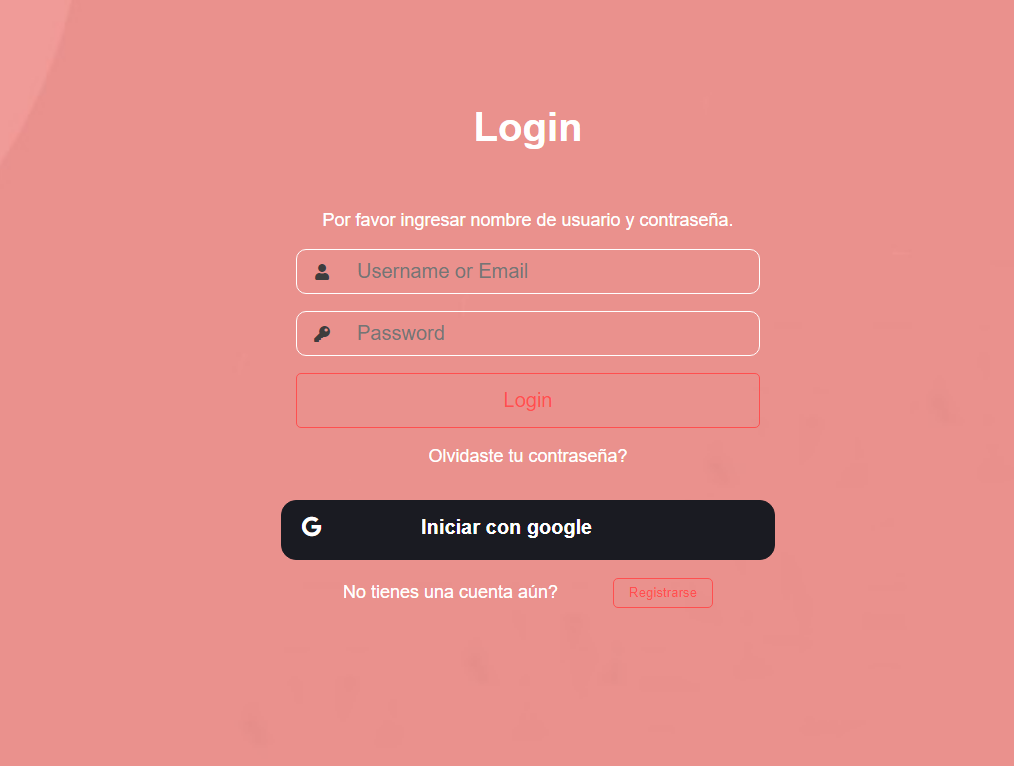 Login
Por favor ingresar nombre de usuario y contraseña.
Username or Email
Password
Login
Olvidaste tu contraseña?
Iniciar con google
No tienes una cuenta aún? Registrarse